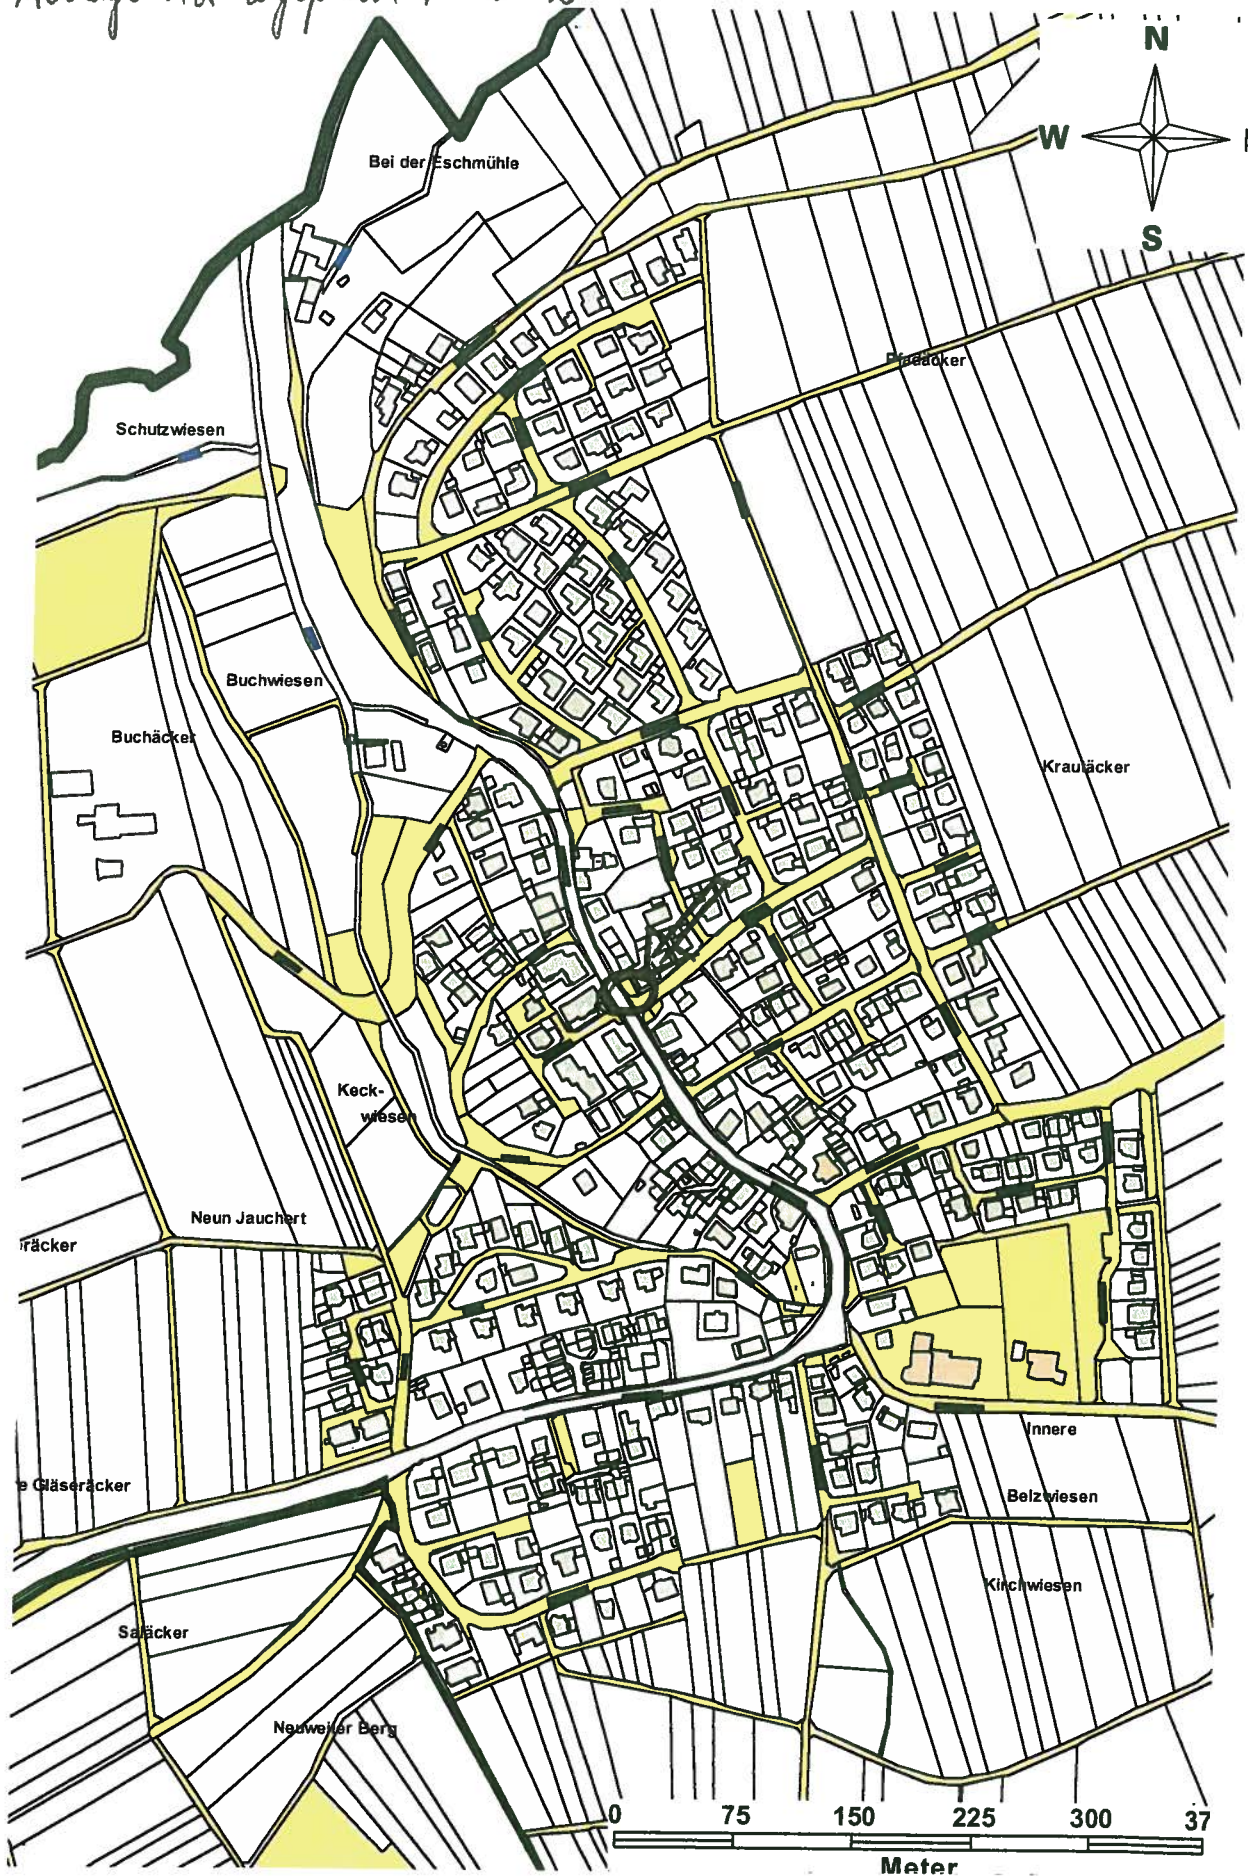 N
W
S
Bei der Eschmühle
Pfadäcker
Schutzwiesen
Buchwiesen
Buchäcker
Krautäcker
Keck-
wiesen
Neun Jauchert
räcker
Innere
e Gläseräcker
Belzwiesen
Kirchwiesen
Saläcker
Neuweiler Berg
0 75 150 225 300 37
Meter